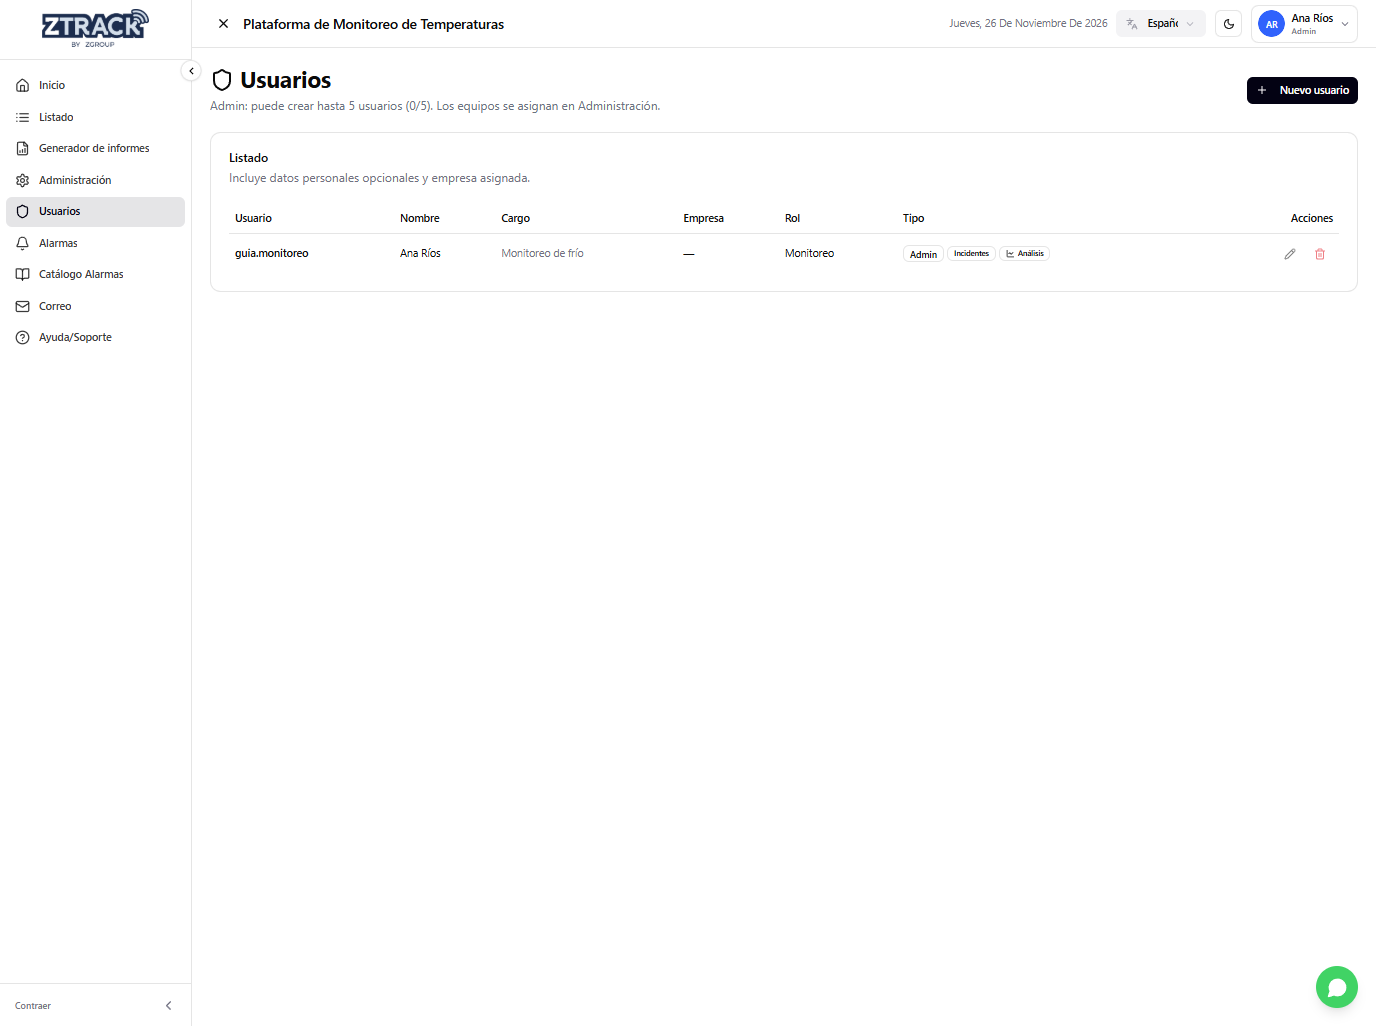 ZTRACK
BY ZGROUP
Plataforma de Monitoreo de Temperaturas
Jueves, 26 De Noviembre De 2026
Españo
AR
Ana Ríos
Admin
Inicio
Listado
Generador de informes
Administración
Usuarios
Alarmas
Catálogo Alarmas
Correo
Ayuda/Soporte
Contraer
Usuarios
Admin: puede crear hasta 5 usuarios (0/5). Los equipos se asignan en Administración.
Nuevo usuario
Listado
Incluye datos personales opcionales y empresa asignada.
Usuario Nombre Cargo Empresa Rol Tipo Acciones
guia.monitoreo Ana Ríos Monitoreo de frío — Monitoreo Admin Incidentes Análisis